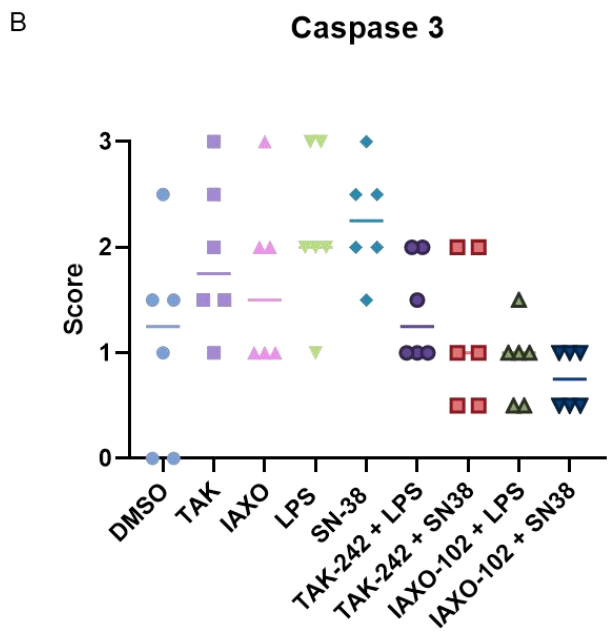 B
Caspase 3
Score
3
2
1
0
DMSO
TAK
IAXO
LPS
SN-38
TAK-242 + LPS
TAK-242 + SN38
IAXO-102 + LPS
IAXO-102 + SN38